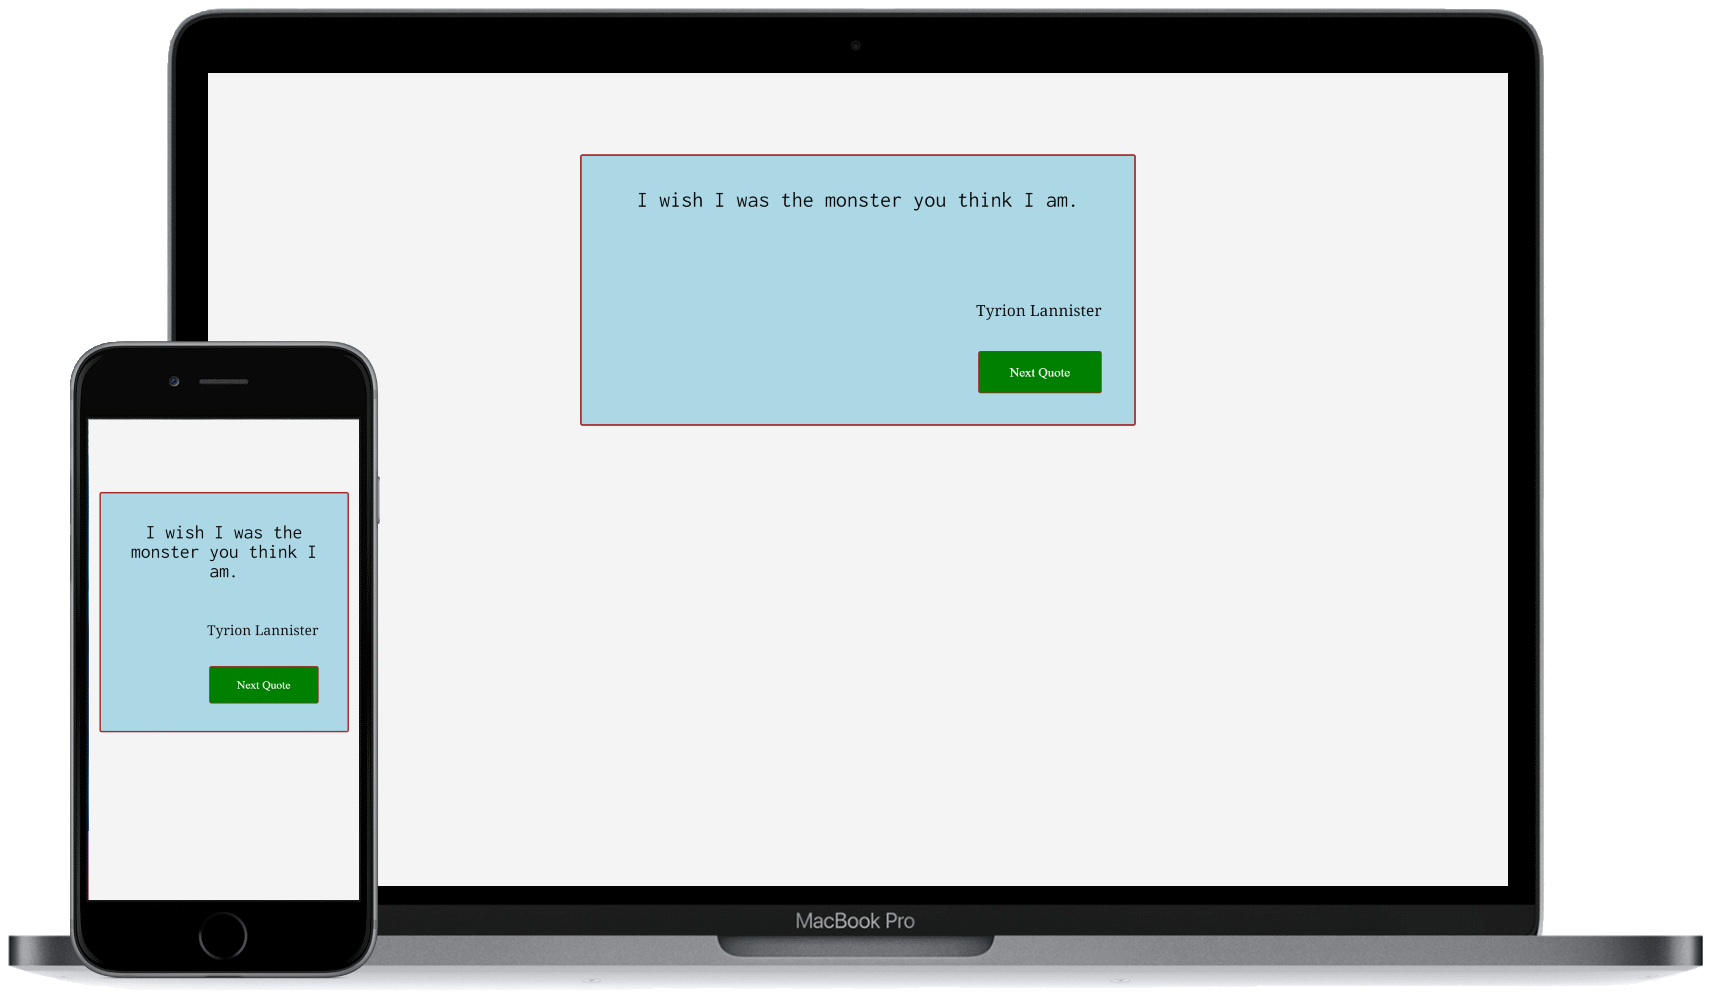 I wish I was the monster you think I am.
Tyrion Lannister
Next Quote
I wish I was the
monster you think I
am.
Tyrion Lannister
Next Quote
MacBook Pro